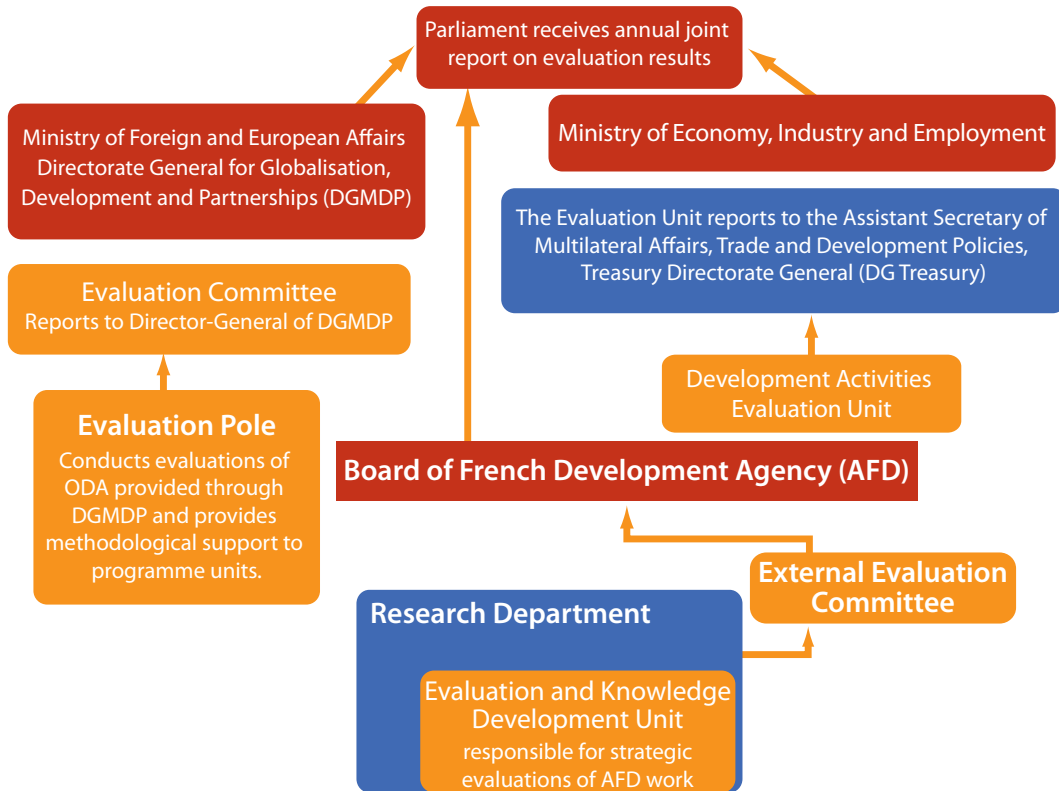 Parliament receives annual joint
report on evaluation results
Ministry of Foreign and European Affairs
Directorate General for Globalisation,
Development and Partnerships (DGMDP)
Ministry of Economy, Industry and Employment
The Evaluation Unit reports to the Assistant Secretary of
Multilateral Affairs, Trade and Development Policies,
Treasury Directorate General (DG Treasury)
Evaluation Committee
Reports to Director-General of DGMDP
Development Activities
Evaluation Unit
Evaluation Pole
Conducts evaluations of
ODA provided through
DGMDP and provides
methodological support to
programme units.
Board of French Development Agency (AFD)
External Evaluation
Committee
Research Department
Evaluation and Knowledge
Development Unit
responsible for strategic
evaluations of AFD work